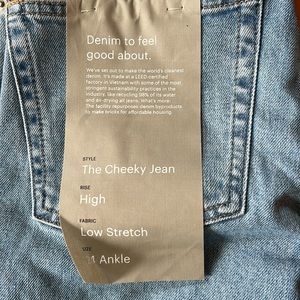 Denim to feel
good about.
We've set out to make the world's cleanest
denim. It's made at a LEED-certified
factory in Vietnam with some of the most
stringent sustainability practices in the
industry, like recycling 98% of its water
and air-drying all jeans. What's more:
The facility repurposes denim byproducts
to make bricks for affordable housing.
STYLE
The Cheeky Jean
RISE
High
FABRIC
Low Stretch
SIZE
Ankle